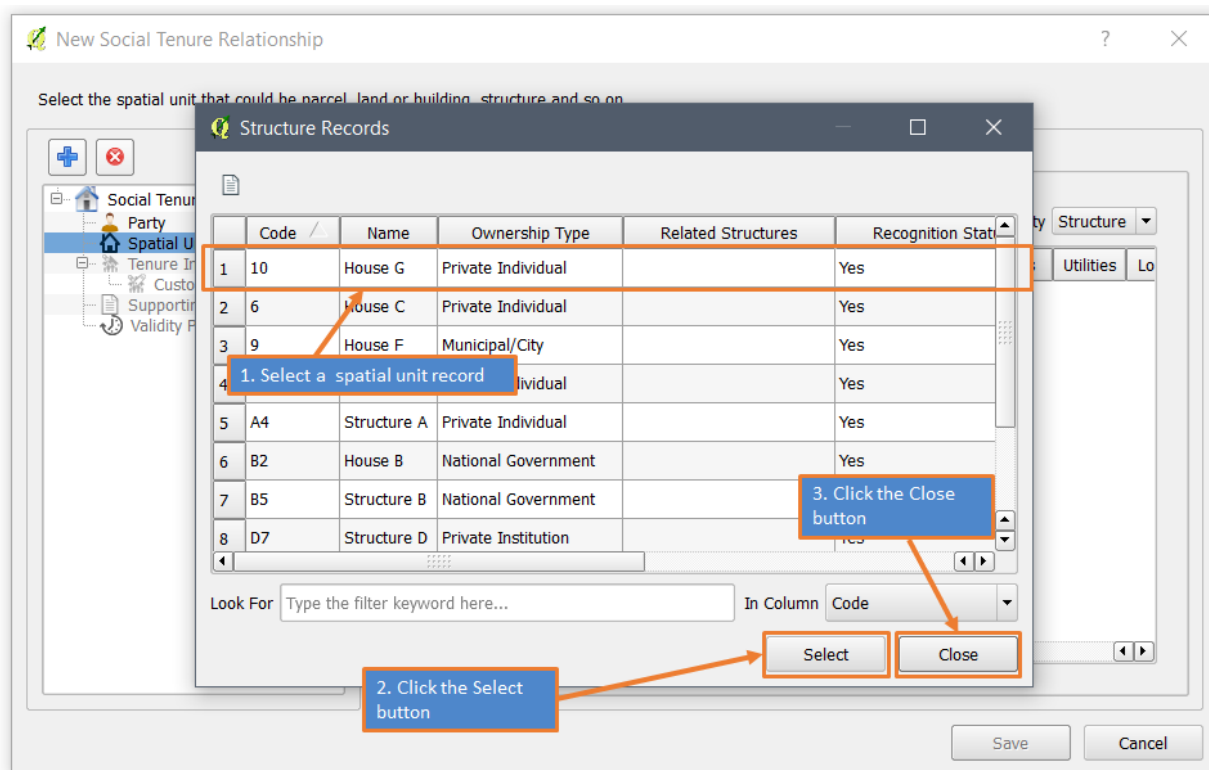 New Social Tenure Relationship
Select the spatial unit that could be parcel, land or building, structure and so on
Structure Records
Social Tenur
Party
Spatial U
Tenure In
Custo
Supportin
Validity P
Structure
Utilities Lo
Code Name Ownership Type Related Structures Recognition Statu
1 10 House G Private Individual Yes
2 6 House C Private Individual Yes
3 9 House F Municipal/City Yes
1. Select a spatial unit record
4 Yes
5 A4 Structure A Private Individual Yes
6 B2 House B National Government Yes
7 B5 Structure B National Government
8 D7 Structure D Private Institution Yes
3. Click the Close
button
Look For Type the filter keyword here... In Column Code
Select Close
2. Click the Select
button
Save Cancel